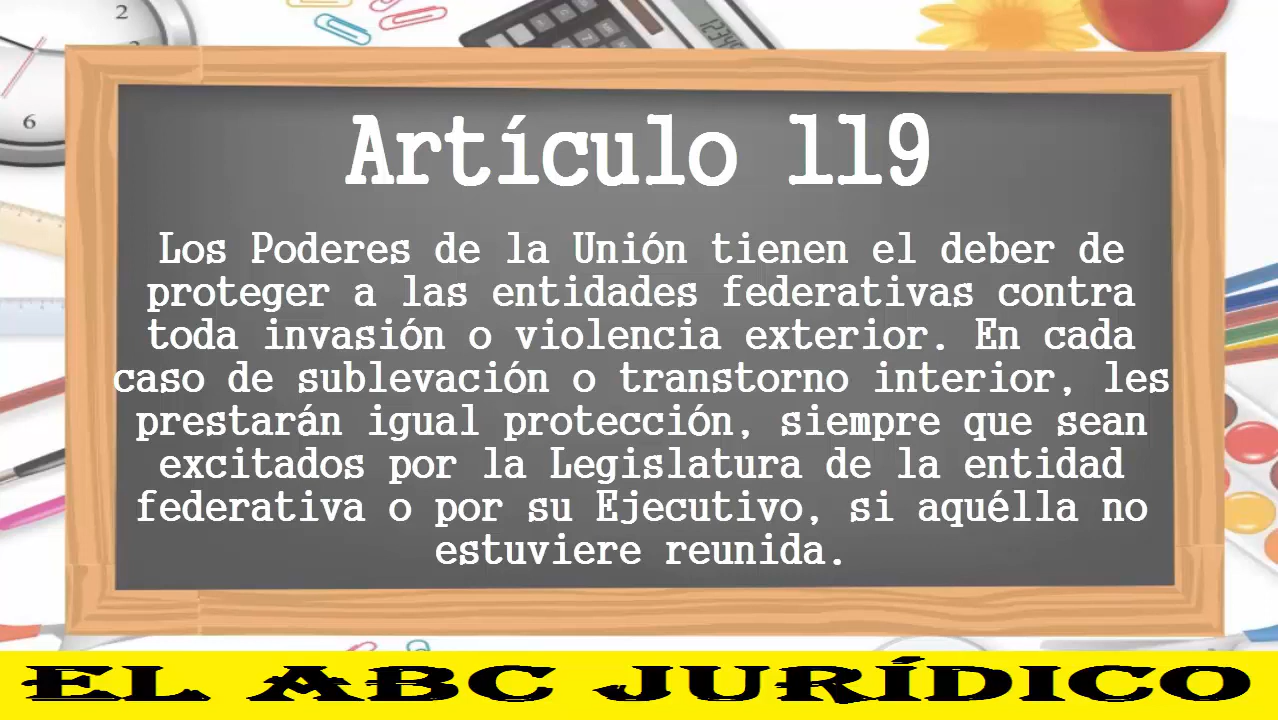 2
6
Artículo 119
Los Poderes de la Unión tienen el deber de
proteger a las entidades federativas contra
toda invasión o violencia exterior. En cada
caso de sublevación o transtorno interior, les
prestarán igual protección, siempre que sean
excitados por la Legislatura de la entidad
federativa o por su Ejecutivo, si aquélla no
estuviere reunida.
EL ABC JURÍDICO